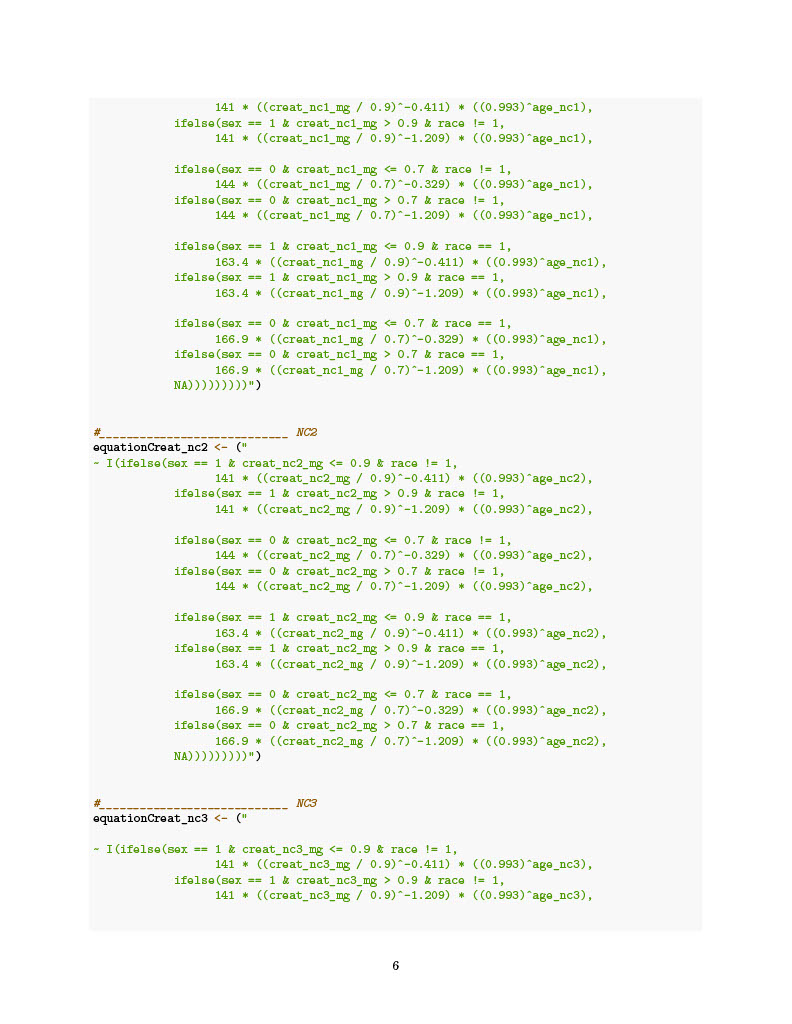 141 * ((creat_nc1_mg / 0.9)^-0.411) * ((0.993)^age_nc1),
ifelse(sex == 1 & creat_nc1_mg > 0.9 & race != 1,
141 * ((creat_nc1_mg / 0.9)^-1.209) * ((0.993)^age_nc1),
ifelse(sex == 0 & creat_nc1_mg <= 0.7 & race != 1,
144 * ((creat_nc1_mg / 0.7)^-0.329) * ((0.993)^age_nc1),
ifelse(sex == 0 & creat_nc1_mg > 0.7 & race != 1,
144 * ((creat_nc1_mg / 0.7)^-1.209) * ((0.993)^age_nc1),
ifelse(sex == 1 & creat_nc1_mg <= 0.9 & race == 1,
163.4 * ((creat_nc1_mg / 0.9)^-0.411) * ((0.993)^age_nc1),
ifelse(sex == 1 & creat_nc1_mg > 0.9 & race == 1,
163.4 * ((creat_nc1_mg / 0.9)^-1.209) * ((0.993)^age_nc1),
ifelse(sex == 0 & creat_nc1_mg <= 0.7 & race == 1,
166.9 * ((creat_nc1_mg / 0.7)^-0.329) * ((0.993)^age_nc1),
ifelse(sex == 0 & creat_nc1_mg > 0.7 & race == 1,
166.9 * ((creat_nc1_mg / 0.7)^-1.209) * ((0.993)^age_nc1),
NA)))))))))")
#____________________________ NC2
equationCreat_nc2 <- ("
~ I(ifelse(sex == 1 & creat_nc2_mg <= 0.9 & race != 1,
141 * ((creat_nc2_mg / 0.9)^-0.411) * ((0.993)^age_nc2),
ifelse(sex == 1 & creat_nc2_mg > 0.9 & race != 1,
141 * ((creat_nc2_mg / 0.9)^-1.209) * ((0.993)^age_nc2),
ifelse(sex == 0 & creat_nc2_mg <= 0.7 & race != 1,
144 * ((creat_nc2_mg / 0.7)^-0.329) * ((0.993)^age_nc2),
ifelse(sex == 0 & creat_nc2_mg > 0.7 & race != 1,
144 * ((creat_nc2_mg / 0.7)^-1.209) * ((0.993)^age_nc2),
ifelse(sex == 1 & creat_nc2_mg <= 0.9 & race == 1,
163.4 * ((creat_nc2_mg / 0.9)^-0.411) * ((0.993)^age_nc2),
ifelse(sex == 1 & creat_nc2_mg > 0.9 & race == 1,
163.4 * ((creat_nc2_mg / 0.9)^-1.209) * ((0.993)^age_nc2),
ifelse(sex == 0 & creat_nc2_mg <= 0.7 & race == 1,
166.9 * ((creat_nc2_mg / 0.7)^-0.329) * ((0.993)^age_nc2),
ifelse(sex == 0 & creat_nc2_mg > 0.7 & race == 1,
166.9 * ((creat_nc2_mg / 0.7)^-1.209) * ((0.993)^age_nc2),
NA)))))))))")
#____________________________ NC3
equationCreat_nc3 <- ("
~ I(ifelse(sex == 1 & creat_nc3_mg <= 0.9 & race != 1,
141 * ((creat_nc3_mg / 0.9)^-0.411) * ((0.993)^age_nc3),
ifelse(sex == 1 & creat_nc3_mg > 0.9 & race != 1,
141 * ((creat_nc3_mg / 0.9)^-1.209) * ((0.993)^age_nc3),
6